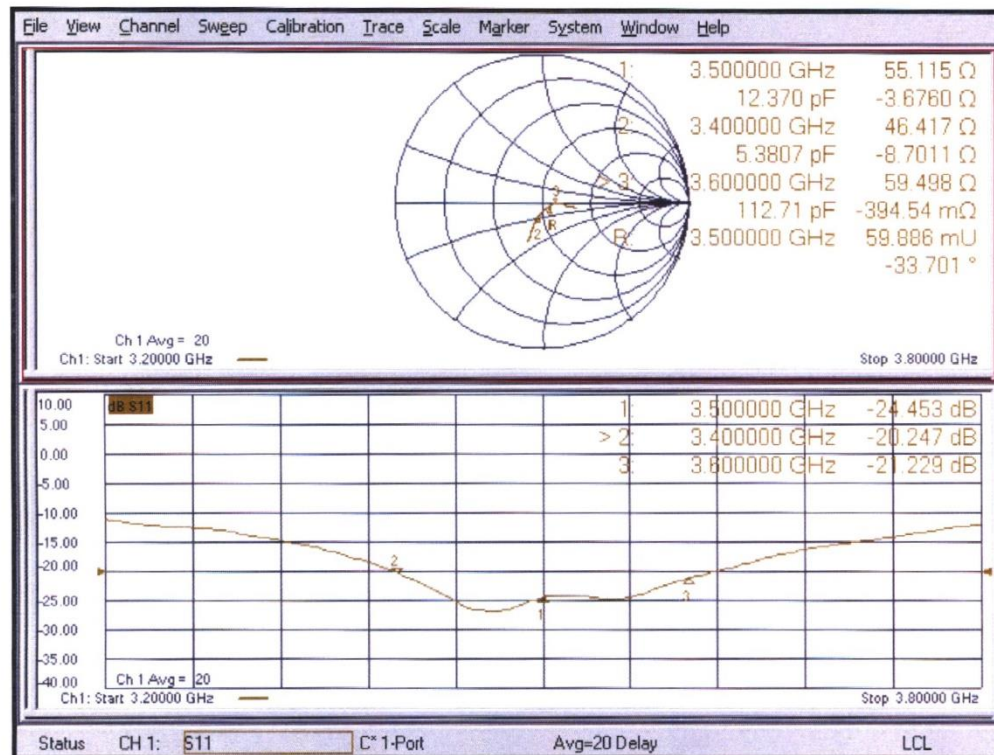 File View Channel Sweep Calibration Trace Scale Marker System Window Help
1: 3.500000 GHz 55.115 Ω
12.370 pF -3.6760 Ω
2: 3.400000 GHz 46.417 Ω
5.3807 pF -8.7011 Ω
> 3: 3.600000 GHz 59.498 Ω
112.71 pF -394.54 mΩ
R: 3.500000 GHz 59.886 mU
-33.701 °
3
2
R
Ch 1 Avg = 20
Ch1: Start 3.20000 GHz Stop 3.80000 GHz
10.00 dB S11
5.00
0.00
-5.00
-10.00
-15.00
-20.00
-25.00
-30.00
-35.00
-40.00
1: 3.500000 GHz -24.453 dB
> 2: 3.400000 GHz -20.247 dB
3: 3.600000 GHz -21.229 dB
2
1
3
Ch 1 Avg = 20
Ch1: Start 3.20000 GHz Stop 3.80000 GHz
Status CH 1: S11 C* 1-Port Avg=20 Delay LCL